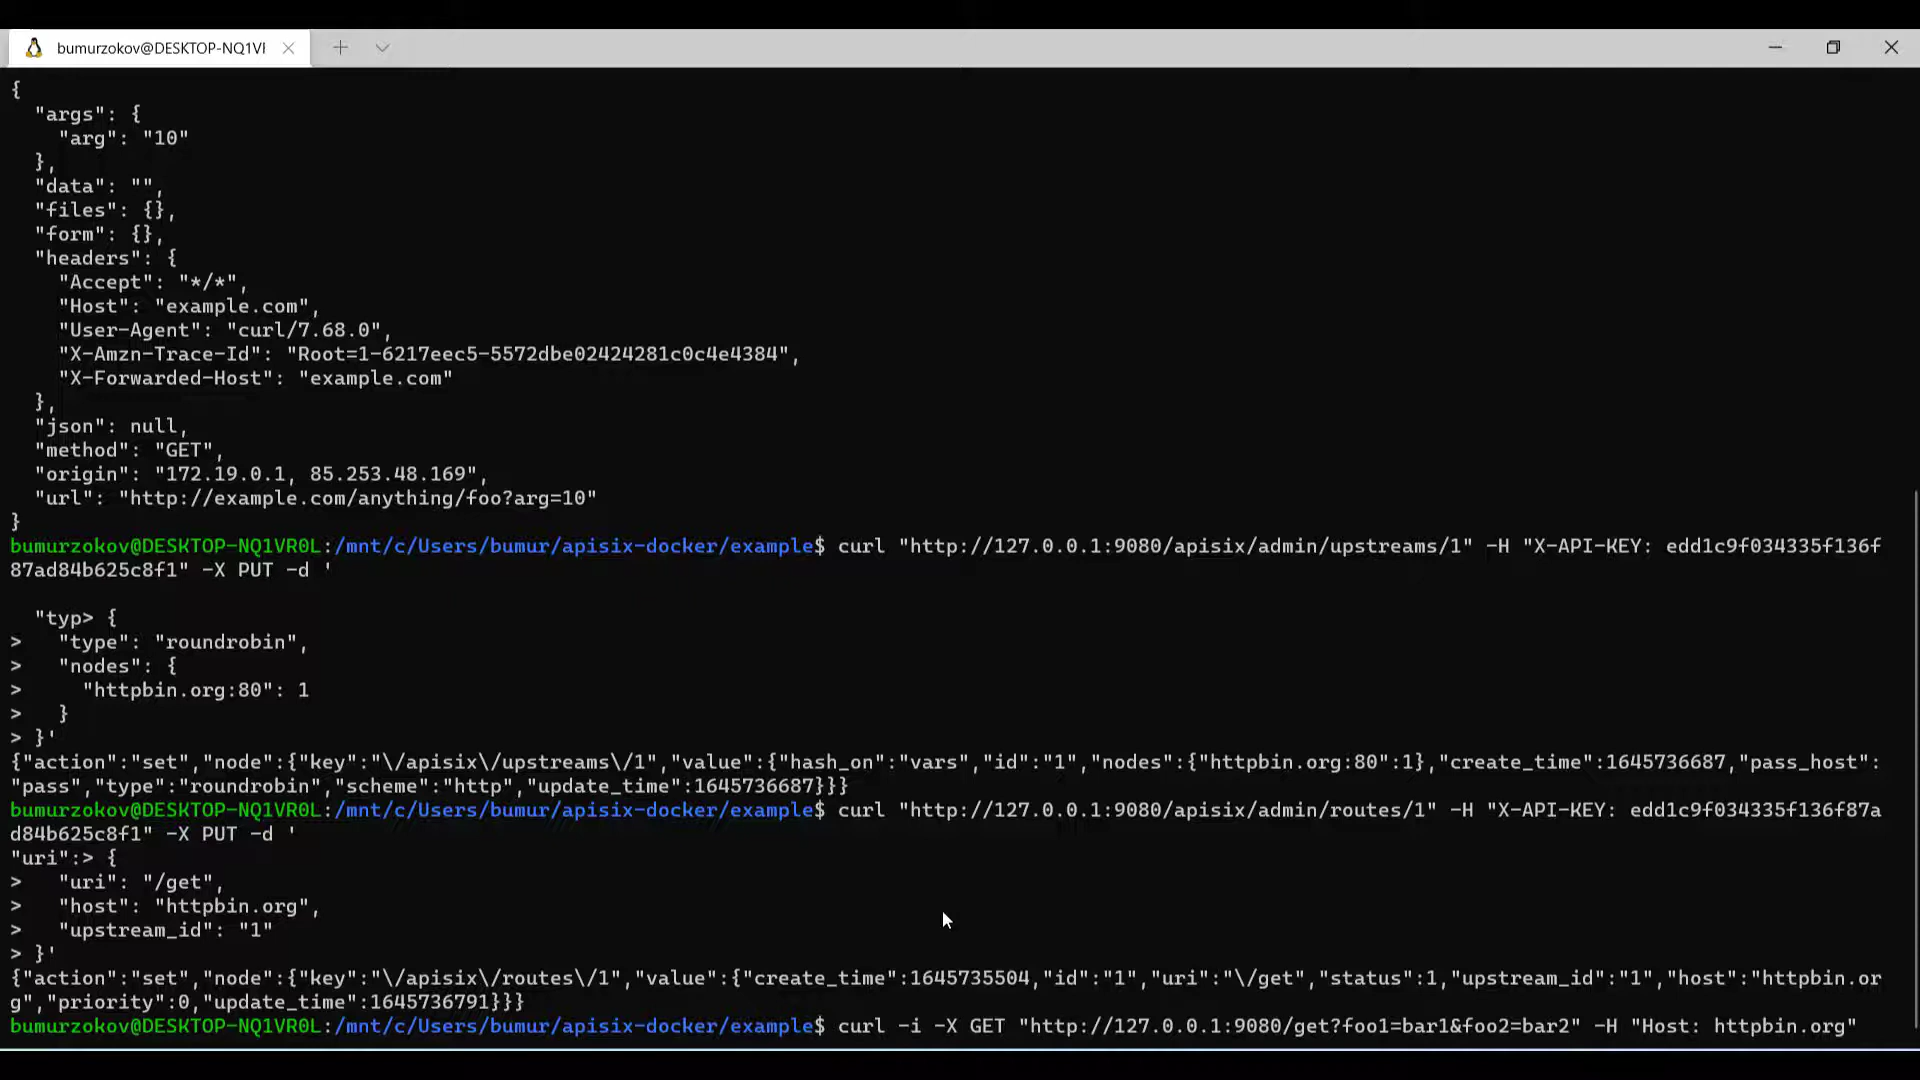 bumurzokov@DESKTOP-NQ1VF
{
  "args": {
    "arg": "10"
  },
  "data": "",
  "files": {},
  "form": {},
  "headers": {
    "Accept": "*/*",
    "Host": "example.com",
    "User-Agent": "curl/7.68.0",
    "X-Amzn-Trace-Id": "Root=1-6217eec5-5572dbe02424281c0c4e4384",
    "X-Forwarded-Host": "example.com"
  },
  "json": null,
  "method": "GET",
  "origin": "172.19.0.1, 85.253.48.169",
  "url": "http://example.com/anything/foo?arg=10"
}
bumurzokov@DESKTOP-NQ1VR0L:/mnt/c/Users/bumur/apisix-docker/example$ curl "http://127.0.0.1:9080/apisix/admin/upstreams/1" -H "X-API-KEY: edd1c9f034335f136f
87ad84b625c8f1" -X PUT -d '
  "typ> {
>   "type": "roundrobin",
>   "nodes": {
>     "httpbin.org:80": 1
>   }
> }'
{"action":"set","node":{"key":"\/apisix\/upstreams\/1","value":{"hash_on":"vars","id":"1","nodes":{"httpbin.org:80":1},"create_time":1645736687,"pass_host":
"pass","type":"roundrobin","scheme":"http","update_time":1645736687}}}
bumurzokov@DESKTOP-NQ1VR0L:/mnt/c/Users/bumur/apisix-docker/example$ curl "http://127.0.0.1:9080/apisix/admin/routes/1" -H "X-API-KEY: edd1c9f034335f136f87a
d84b625c8f1" -X PUT -d '
"uri":> {
>   "uri": "/get",
>   "host": "httpbin.org",
>   "upstream_id": "1"
> }'
{"action":"set","node":{"key":"\/apisix\/routes\/1","value":{"create_time":1645735504,"id":"1","uri":"\/get","status":1,"upstream_id":"1","host":"httpbin.or
g","priority":0,"update_time":1645736791}}}
bumurzokov@DESKTOP-NQ1VR0L:/mnt/c/Users/bumur/apisix-docker/example$ curl -i -X GET "http://127.0.0.1:9080/get?foo1=bar1&foo2=bar2" -H "Host: httpbin.org"